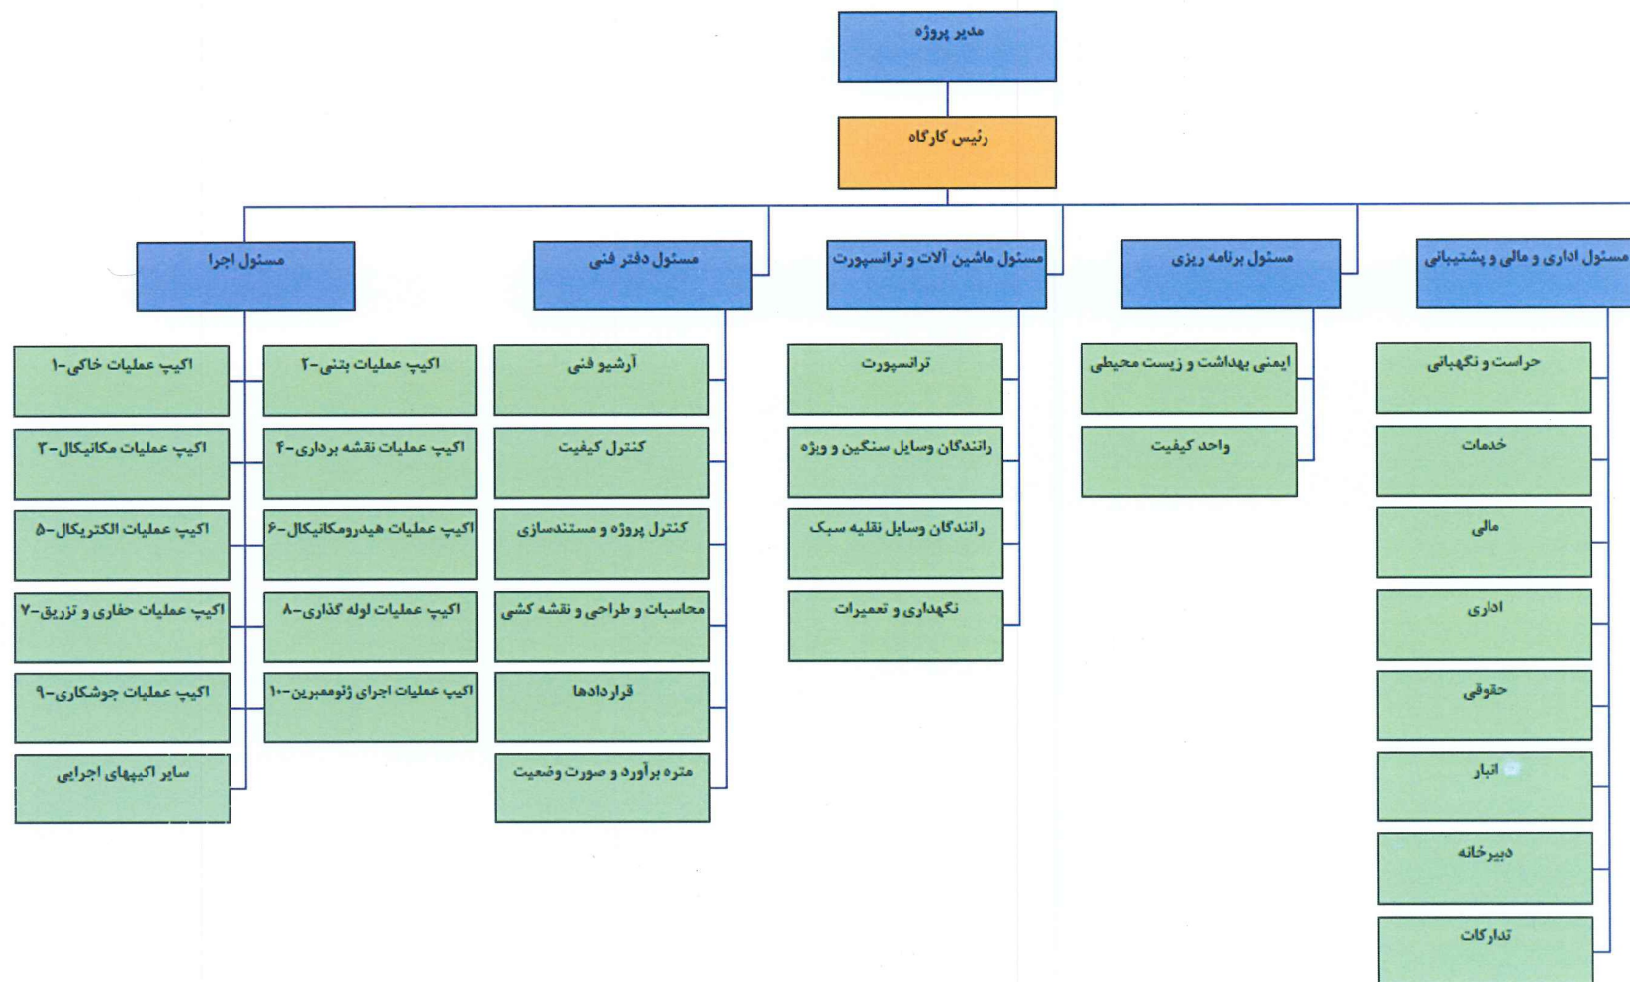 مدیر پروژه
رئیس کارگاه
مسئول اداری و مالی و پشتیبانی
مسئول برنامه ریزی
مسئول ماشین آلات و ترانسپورت
مسئول دفتر فنی
مسئول اجرا
حراست و نگهبانی
خدمات
مالی
اداری
حقوقی
انبار
دبیرخانه
تدارکات
ایمنی بهداشت و زیست محیطی
واحد کیفیت
ترانسپورت
رانندگان وسایل سنگین و ویژه
رانندگان وسایل نقلیه سبک
نگهداری و تعمیرات
آرشیو فنی
کنترل کیفیت
کنترل پروژه و مستندسازی
محاسبات و طراحی و نقشه کشی
قراردادها
متره برآورد و صورت وضعیت
اکیپ عملیات خاکی-۱
اکیپ عملیات بتنی-۲
اکیپ عملیات مکانیکال-۳
اکیپ عملیات نقشه برداری-۴
اکیپ عملیات الکتریکال-۵
اکیپ عملیات هیدرومکانیکال-۶
اکیپ عملیات حفاری و تزریق-۷
اکیپ عملیات لوله گذاری-۸
اکیپ عملیات جوشکاری-۹
اکیپ عملیات اجرای ژئوممبرین-۱۰
سایر اکیپهای اجرایی